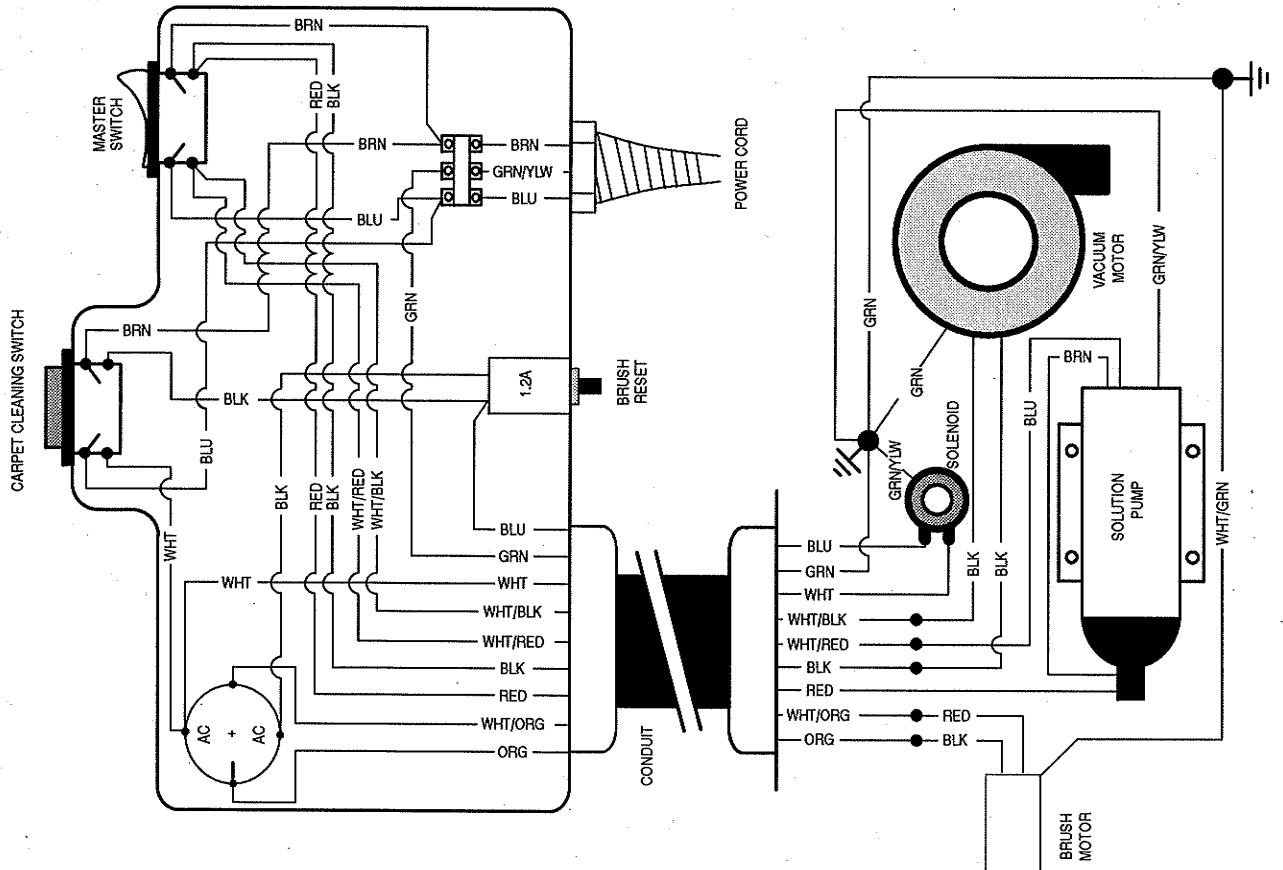 BRN
MASTER
SWITCH
RED
BLK
BRN
BRN
GRN/YLW
BLU
BLU
POWER CORD
CARPET CLEANING SWITCH
BRN
GRN
BLK
BLU
1.2A
BRUSH
RESET
BLK
RED
BLK
WHT/RED
WHT/BLK
WHT
BLU
GRN
WHT
WHT
WHT/BLK
WHT/RED
BLK
RED
WHT/ORG
ORG
AC
+
AC
CONDUIT
BLU
GRN
WHT
WHT/BLK
WHT/RED
BLK
RED
WHT/ORG
RED
ORG
BLK
GRN
GRN
GRN/YLW
SOLENOID
BLK
BLK
VACUUM
MOTOR
GRN/YLW
BRN
BLU
SOLUTION
PUMP
WHT/GRN
BRUSH
MOTOR